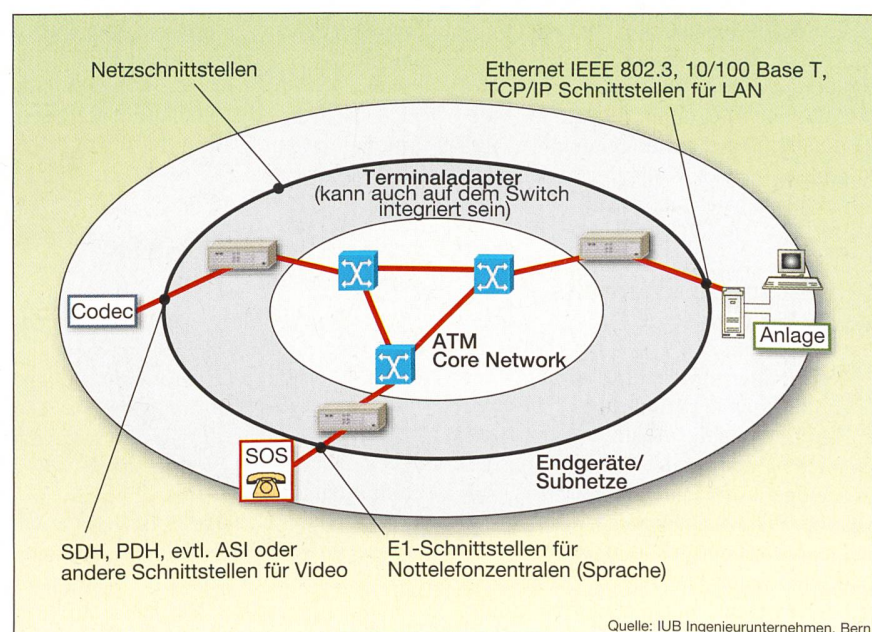 Netzschnittstellen
Ethernet IEEE 802.3, 10/100 Base T,
TCP/IP Schnittstellen für LAN
Terminaladapter
(kann auch auf dem Switch
integriert sein)
Codec
Anlage
ATM
Core Network
SOS
Endgeräte/
Subnetze
SDH, PDH, evtl. ASI oder
andere Schnittstellen für Video
E1-Schnittstellen für
Nottelefonzentralen (Sprache)
Quelle: IUB Ingenieurunternehmen, Bern